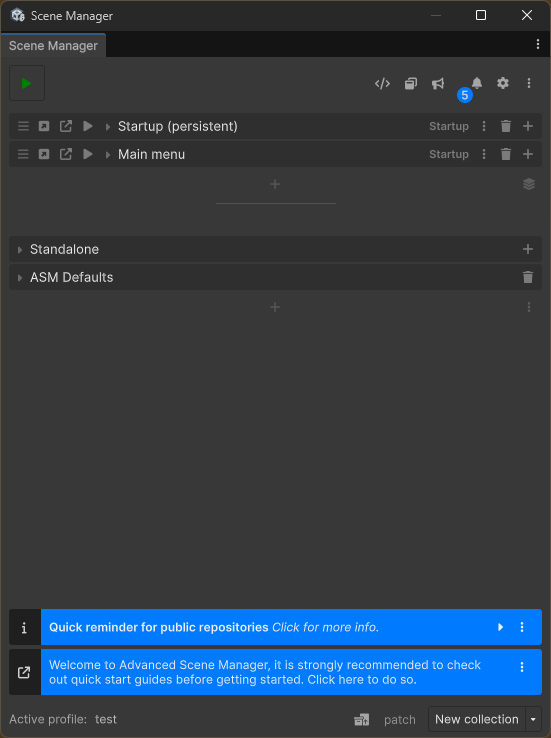 Scene Manager
Scene Manager
5
Startup (persistent)
Startup
Main menu
Startup
Standalone
ASM Defaults
Quick reminder for public repositories Click for more info.
Welcome to Advanced Scene Manager, it is strongly recommended to check
out quick start guides before getting started. Click here to do so.
Active profile: test
patch
New collection